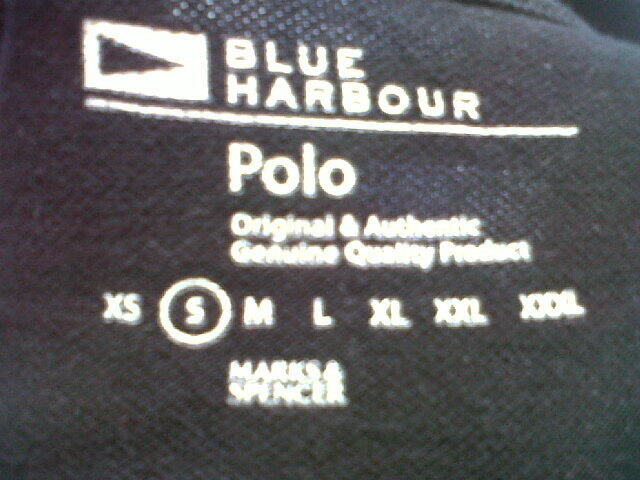 BLUE
HARBOUR
Polo
Original & Authentic
Genuine Quality Product
XS S M L XL XXL XXXL
MARKS &
SPENCER